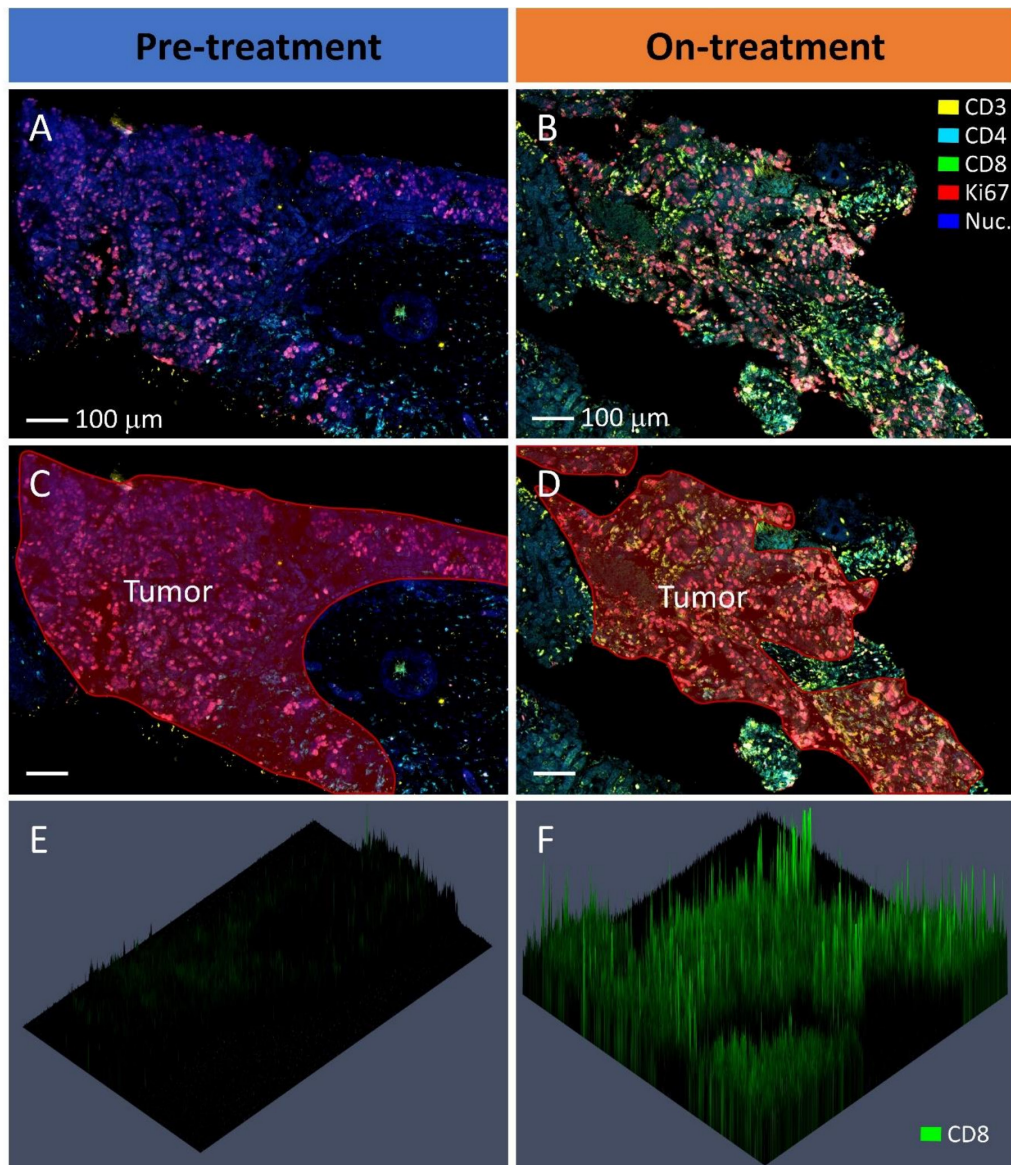 Pre-treatment
On-treatment
A
B
CD3
CD4
CD8
Ki67
Nuc.
100 μm
100 μm
C
D
Tumor
Tumor
E
F
CD8